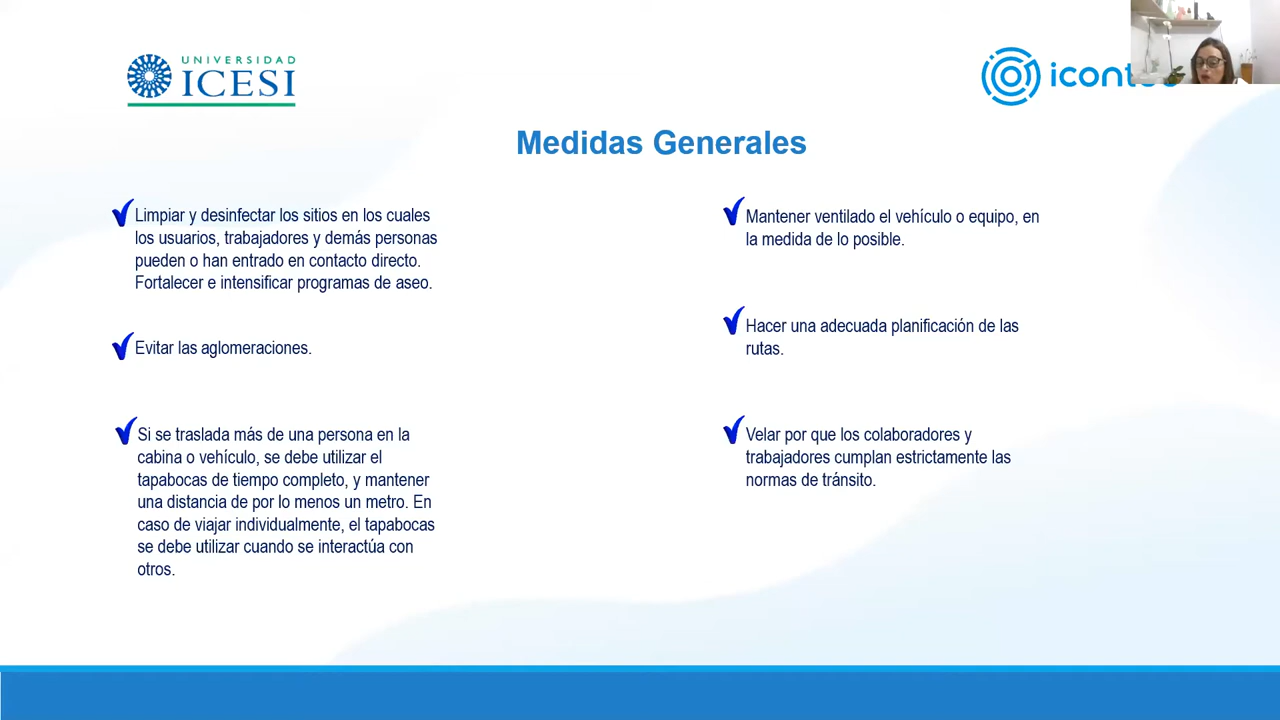 UNIVERSIDAD
ICESI
Medidas Generales
Limpiar y desinfectar los sitios en los cuales
los usuarios, trabajadores y demás personas
pueden o han entrado en contacto directo.
Fortalecer e intensificar programas de aseo.
Evitar las aglomeraciones.
Si se traslada más de una persona en la
cabina o vehículo, se debe utilizar el
tapabocas de tiempo completo, y mantener
una distancia de por lo menos un metro. En
caso de viajar individualmente, el tapabocas
se debe utilizar cuando se interactúa con
otros.
Mantener ventilado el vehículo o equipo, en
la medida de lo posible.
Hacer una adecuada planificación de las
rutas.
Velar por que los colaboradores y
trabajadores cumplan estrictamente las
normas de tránsito.